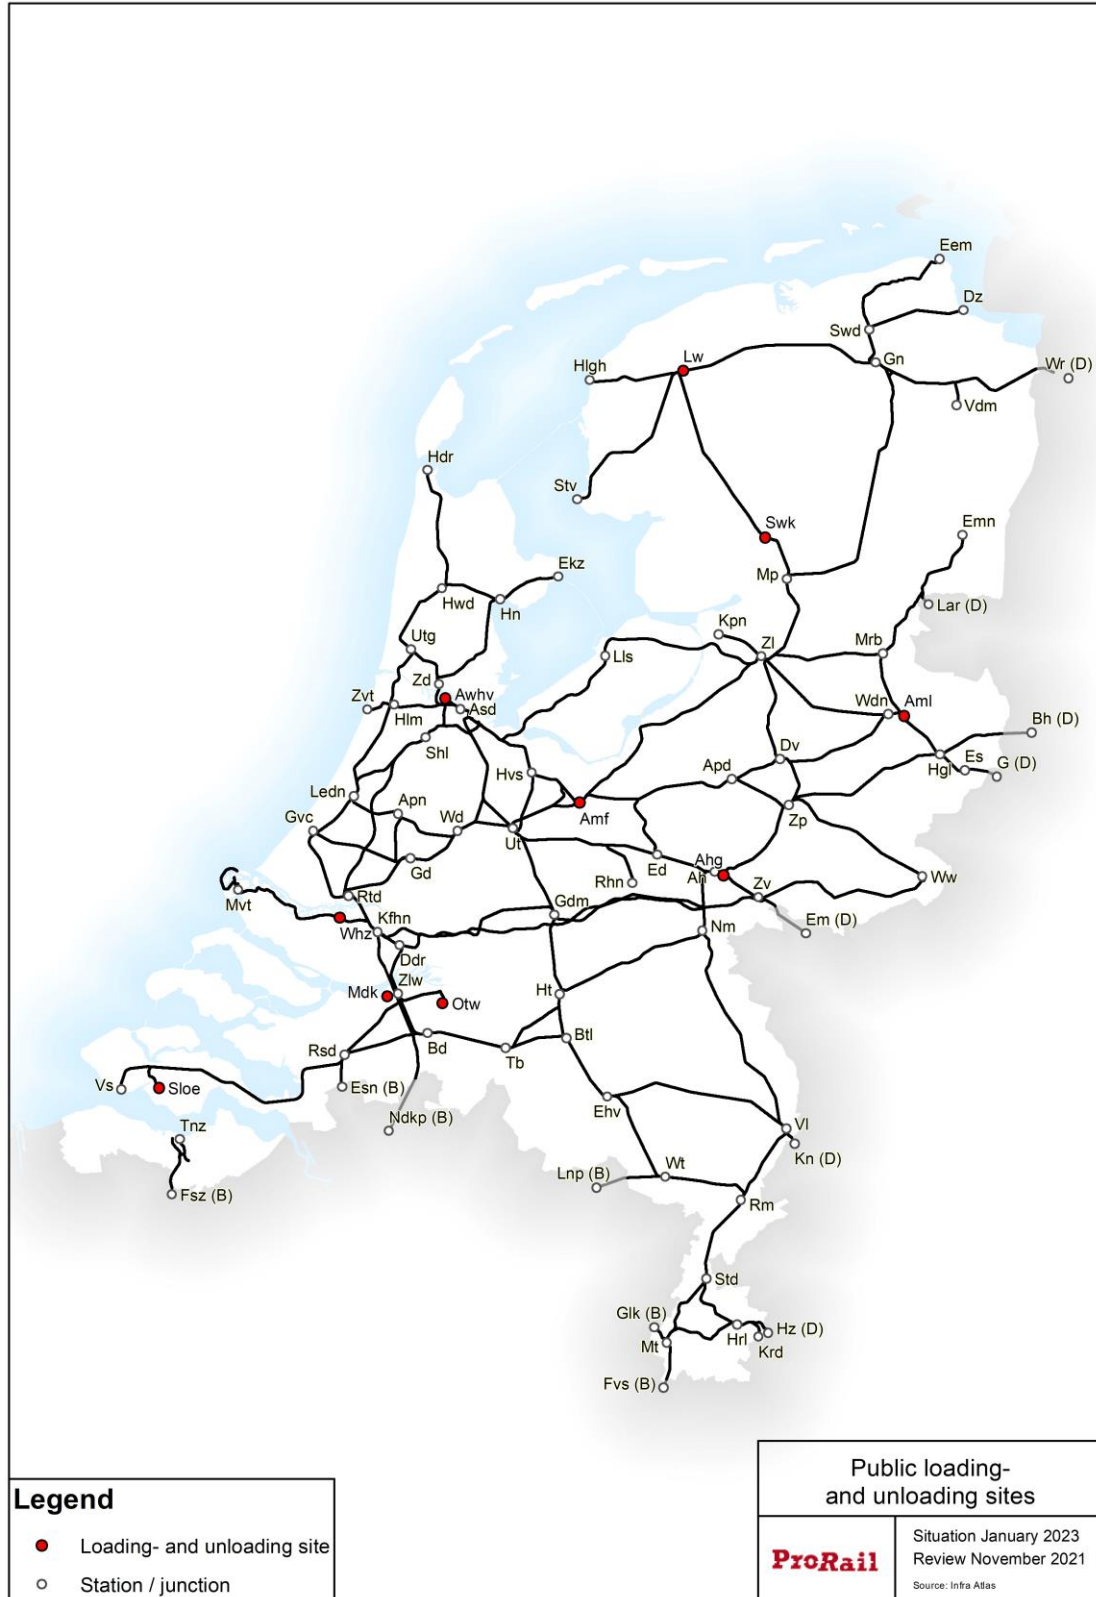 Eem
Dz
Swd
Gn
Lw
Hlgh
Wr (D)
Vdm
Hdr
Stv
Swk
Emn
Ekz
Mp
Hwd
Hn
Lar (D)
Kpn
Utg
Zl
Mrb
Lls
Zd
Awhv
Zvt
Hlm
Asd
Wdn
Aml
Bh (D)
Shl
Dv
Hgl
Es
G (D)
Hvs
Apd
Ledn
Apn
Gvc
Wd
Amf
Zp
Ut
Gd
Ahg
Ed
Ah
Rhn
Zv
Ww
Mvt
Rtd
Gdm
Kfhn
Whz
Em (D)
Nm
Ddr
Zlw
Mdk
Otw
Ht
Btl
Bd
Tb
Rsd
Vs
Sloe
Esn (B)
Ehv
Ndkp (B)
Tnz
Vl
Kn (D)
Lnp (B)
Wt
Fsz (B)
Rm
Std
Glk (B)
Mt
Hrl
Hz (D)
Krd
Fvs (B)
Legend
Loading- and unloading site
Station / junction
Public loading-
and unloading sites
ProRail
Situation January 2023
Review November 2021
Source: Infra Atlas